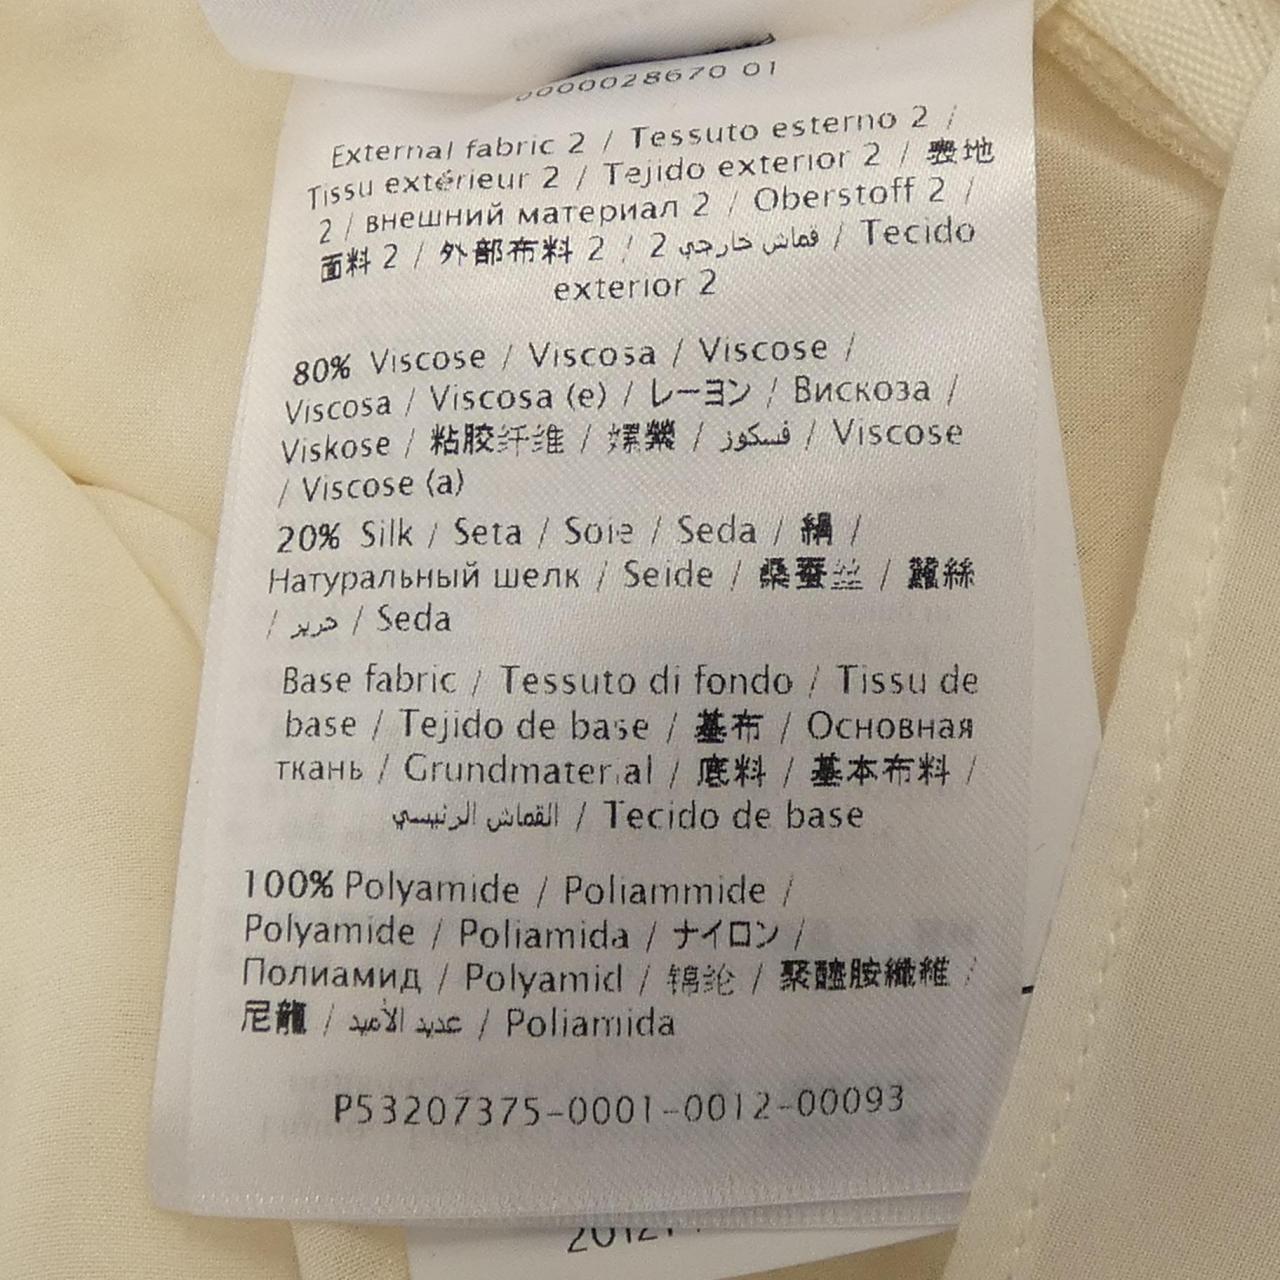 0000028670 01
External fabric 2 / Tessuto esterno 2 /
Tissu extérieur 2 / Tejido exterior 2 / 表地
2 / внешний материал 2 / Oberstoff 2 /
面料 2 / 外部布料 2 / 2 قماش خارجي / Tecido
exterior 2
80% Viscose / Viscosa / Viscose /
Viscosa / Viscosa (e) / レーヨン / Вискоза /
Viskose / 粘胶纤维 / 嫘縈 / فسكوز / Viscose
/ Viscose (a)
20% Silk / Seta / Soie / Seda / 絹 /
Натуральный шелк / Seide / 桑蚕丝 / 蠶絲
/ حرير / Seda
Base fabric / Tessuto di fondo / Tissu de
base / Tejido de base / 基布 / Основная
ткань / Grundmaterial / 底料 / 基本布料 /
القماش الرئيسي / Tecido de base
100% Polyamide / Poliammide /
Polyamide / Poliamida / ナイロン /
Полиамид / Polyamid / 锦纶 / 聚醯胺纖維 /
尼龍 / عديد الأميد / Poliamida
P53207375-0001-0012-00093